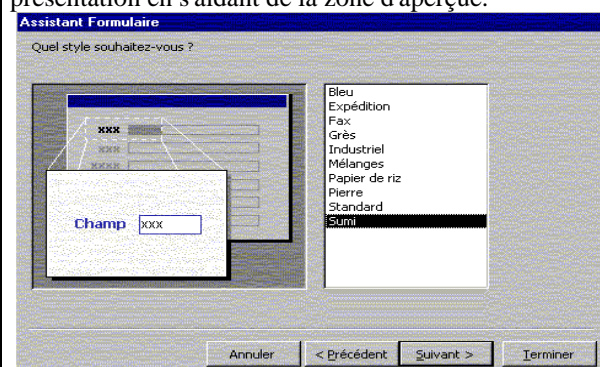 présentation en s'aidant de la zone d'aperçue.
Assistant Formulaire
Quel style souhaitez-vous ?
xxx
xxx
xxxx
Champ xxx
Bleu
Expédition
Fax
Grès
Industriel
Mélanges
Papier de riz
Pierre
Standard
Sumi
Annuler < Précédent Suivant > Terminer